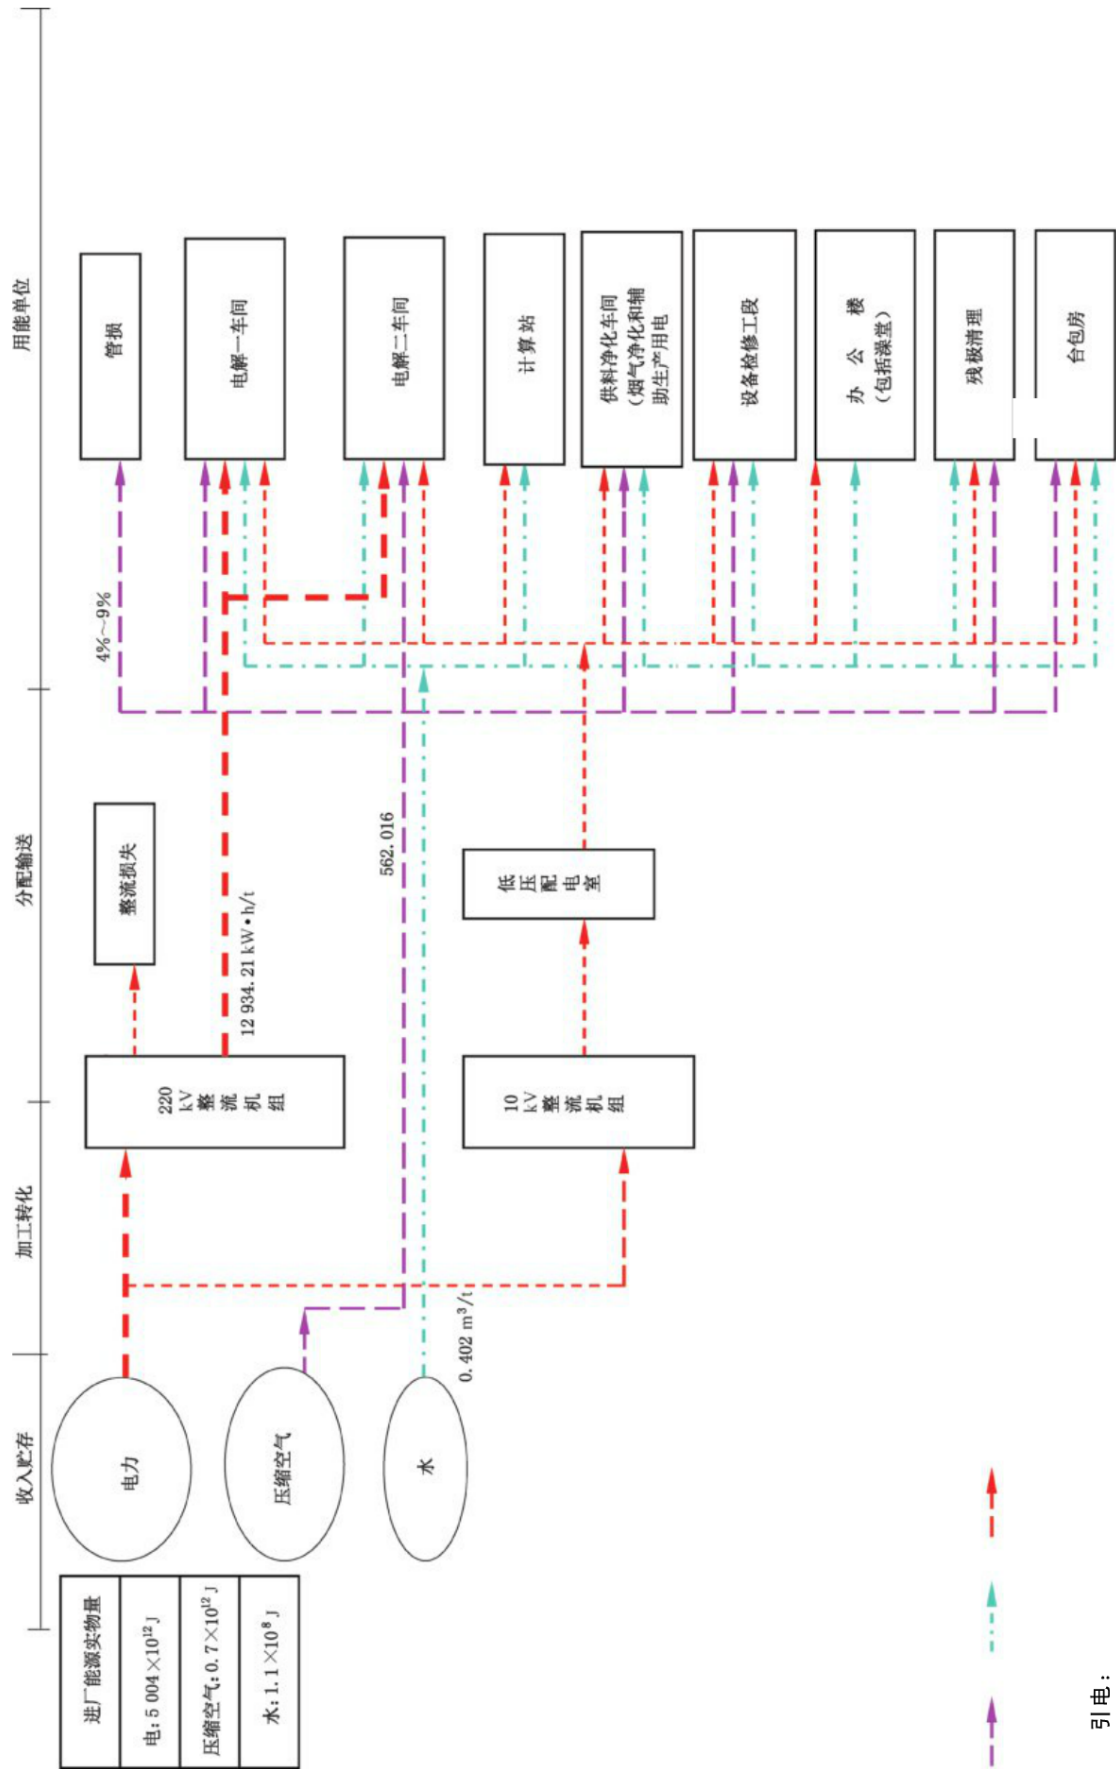 收入贮存
加工转化
分配输送
用能单位
进厂能源实物量
电:5 004×10¹²J
压缩空气:0.7×10¹²J
水:1.1×10⁸J
电力
压缩空气
水
0.402 m³/t
220
kV
整
流
机
组
10
kV
整
流
机
组
整流损失
12 934.21 kW·h/t
562.016
低
压
配
电
室
4%~9%
管损
电解一车间
电解二车间
计算站
供料净化车间
(烟气净化和辅
助生产用电
设备检修工段
办 公 楼
(包括澡堂)
残极清理
台包房
引电: